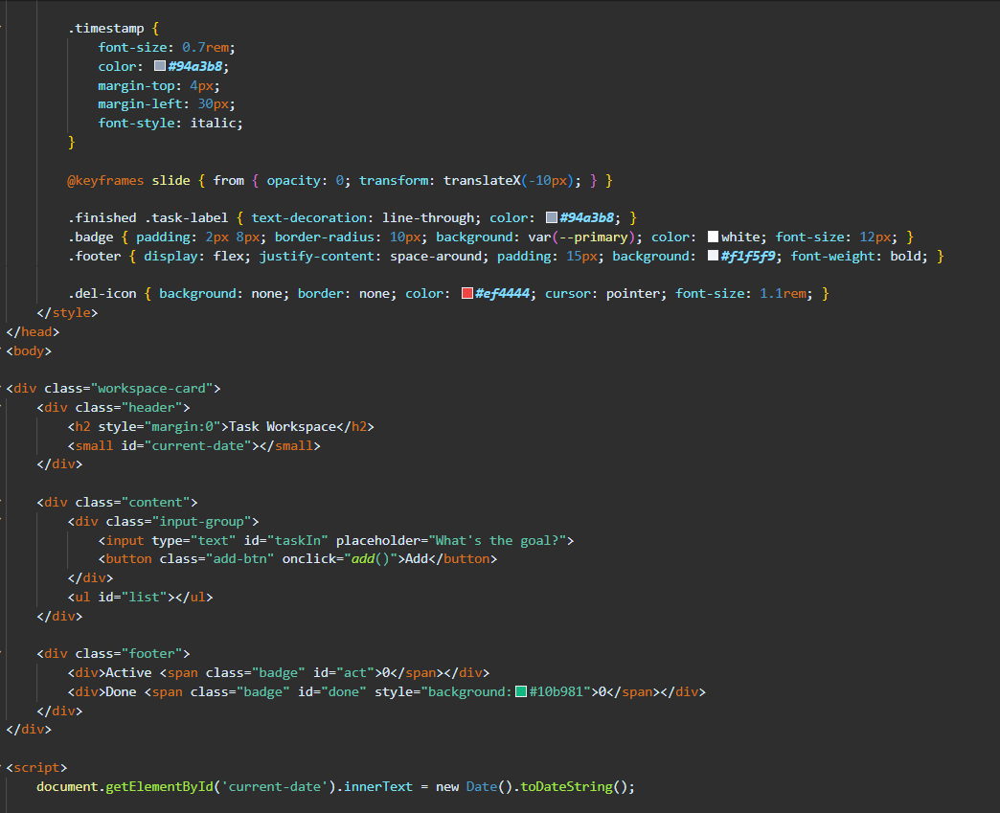 .timestamp {
font-size: 0.7rem;
color: #94a3b8;
margin-top: 4px;
margin-left: 30px;
font-style: italic;
}
@keyframes slide { from { opacity: 0; transform: translateX(-10px); } }
.finished .task-label { text-decoration: line-through; color: #94a3b8; }
.badge { padding: 2px 8px; border-radius: 10px; background: var(--primary); color: white; font-size: 12px; }
.footer { display: flex; justify-content: space-around; padding: 15px; background: #f1f5f9; font-weight: bold; }
.del-icon { background: none; border: none; color: #ef4444; cursor: pointer; font-size: 1.1rem; }
</style>
</head>
<body>
<div class="workspace-card">
<div class="header">
<h2 style="margin:0">Task Workspace</h2>
<small id="current-date"></small>
</div>
<div class="content">
<div class="input-group">
<input type="text" id="taskIn" placeholder="What's the goal?">
<button class="add-btn" onclick="add()">Add</button>
</div>
<ul id="list"></ul>
</div>
<div class="footer">
<div>Active <span class="badge" id="act">0</span></div>
<div>Done <span class="badge" id="done" style="background:#10b981">0</span></div>
</div>
</div>
<script>
document.getElementById('current-date').innerText = new Date().toDateString();